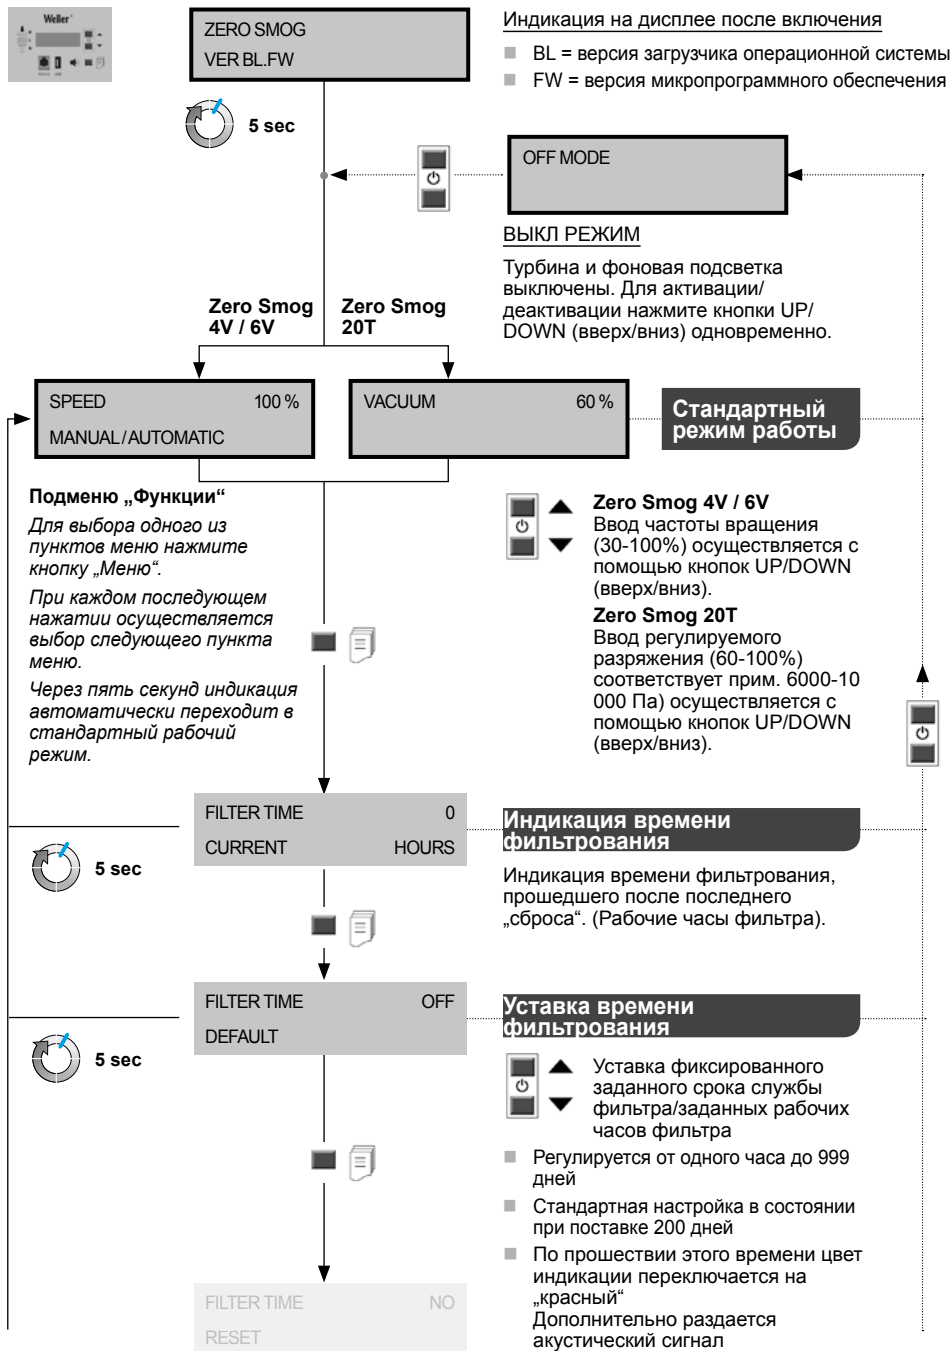 Weller
ZERO SMOG
VER BL.FW
Индикация на дисплее после включения
BL = версия загрузчика операционной системы
FW = версия микропрограммного обеспечения
5 sec
OFF MODE
ВЫКЛ РЕЖИМ
Турбина и фоновая подсветка
выключены. Для активации/
деактивации нажмите кнопки UP/
DOWN (вверх/вниз) одновременно.
Zero Smog
4V / 6V
Zero Smog
20T
SPEED 100 %
MANUAL/AUTOMATIC
VACUUM 60 %
Стандартный
режим работы
Подменю „Функции“
Для выбора одного из
пунктов меню нажмите
кнопку „Меню“.
При каждом последующем
нажатии осуществляется
выбор следующего пункта
меню.
Через пять секунд индикация
автоматически переходит в
стандартный рабочий
режим.
Zero Smog 4V / 6V
Ввод частоты вращения
(30-100%) осуществляется с
помощью кнопок UP/DOWN
(вверх/вниз).
Zero Smog 20T
Ввод регулируемого
разряжения (60-100%)
соответствует прим. 6000-10
000 Па) осуществляется с
помощью кнопок UP/DOWN
(вверх/вниз).
FILTER TIME 0
CURRENT HOURS
5 sec
Индикация времени
фильтрования
Индикация времени фильтрования,
прошедшего после последнего
„сброса“. (Рабочие часы фильтра).
FILTER TIME OFF
DEFAULT
5 sec
Уставка времени
фильтрования
Уставка фиксированного
заданного срока службы
фильтра/заданных рабочих
часов фильтра
Регулируется от одного часа до 999
дней
Стандартная настройка в состоянии
при поставке 200 дней
По прошествии этого времени цвет
индикации переключается на
„красный“
Дополнительно раздается
акустический сигнал
FILTER TIME NO
RESET